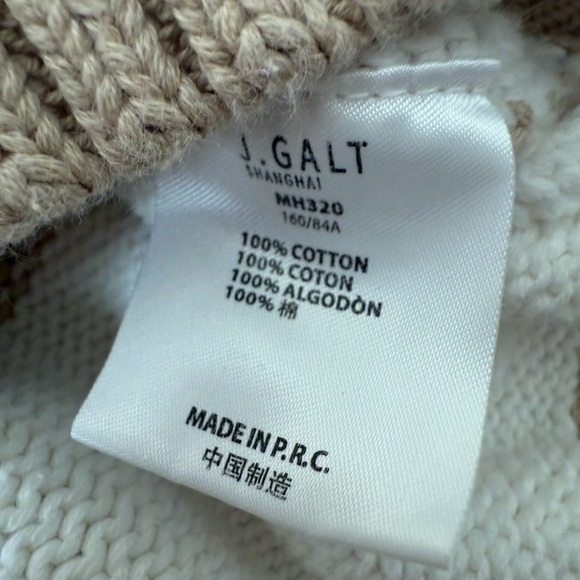 J.GALT
SHANGHAI
MH320
160/84A
100% COTTON
100% COTON
100% ALGODÒN
100% 棉
MADE IN P.R.C.
中国制造